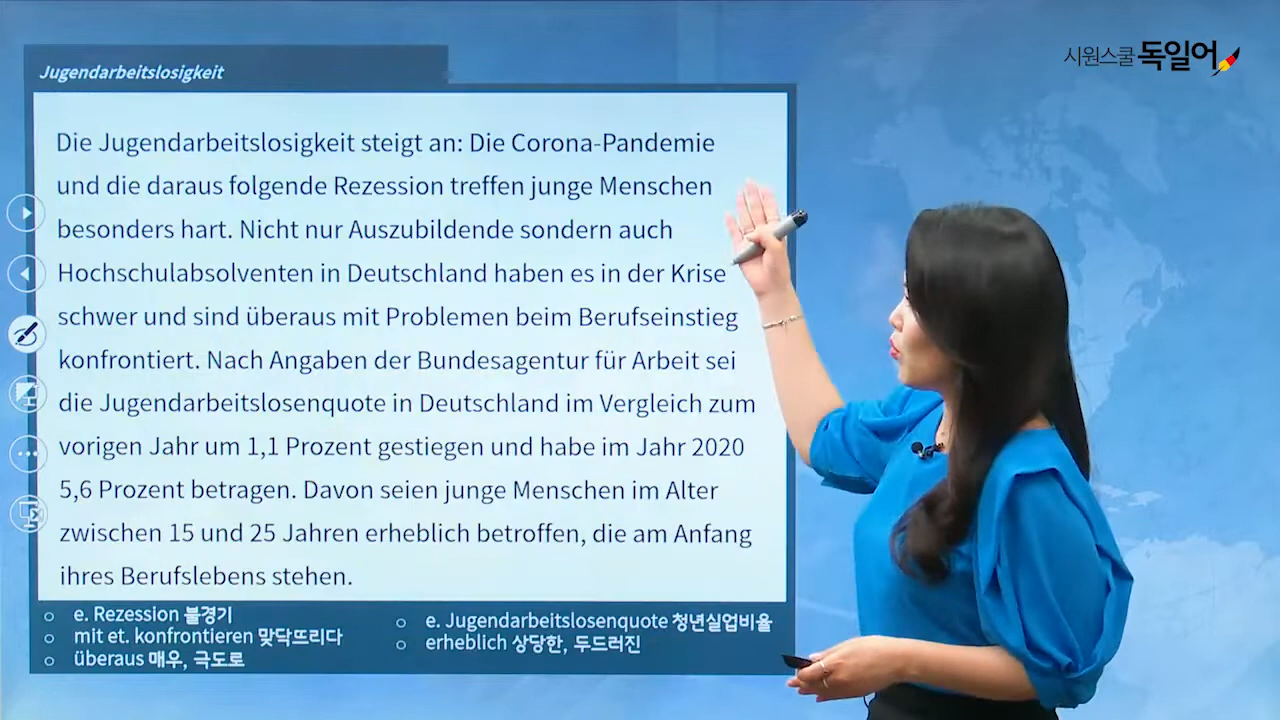 시원스쿨 독일어
Jugendarbeitslosigkeit
Die Jugendarbeitslosigkeit steigt an: Die Corona-Pandemie
und die daraus folgende Rezession treffen junge Menschen
besonders hart. Nicht nur Auszubildende sondern auch
Hochschulabsolventen in Deutschland haben es in der Krise
schwer und sind überaus mit Problemen beim Berufseinstieg
konfrontiert. Nach Angaben der Bundesagentur für Arbeit sei
die Jugendarbeitslosenquote in Deutschland im Vergleich zum
vorigen Jahr um 1,1 Prozent gestiegen und habe im Jahr 2020
5,6 Prozent betragen. Davon seien junge Menschen im Alter
zwischen 15 und 25 Jahren erheblich betroffen, die am Anfang
ihres Berufslebens stehen.
e. Rezession 불경기
mit et. konfrontieren 맞닥뜨리다
überaus 매우, 극도로
e. Jugendarbeitslosenquote 청년실업비율
erheblich 상당한, 두드러진